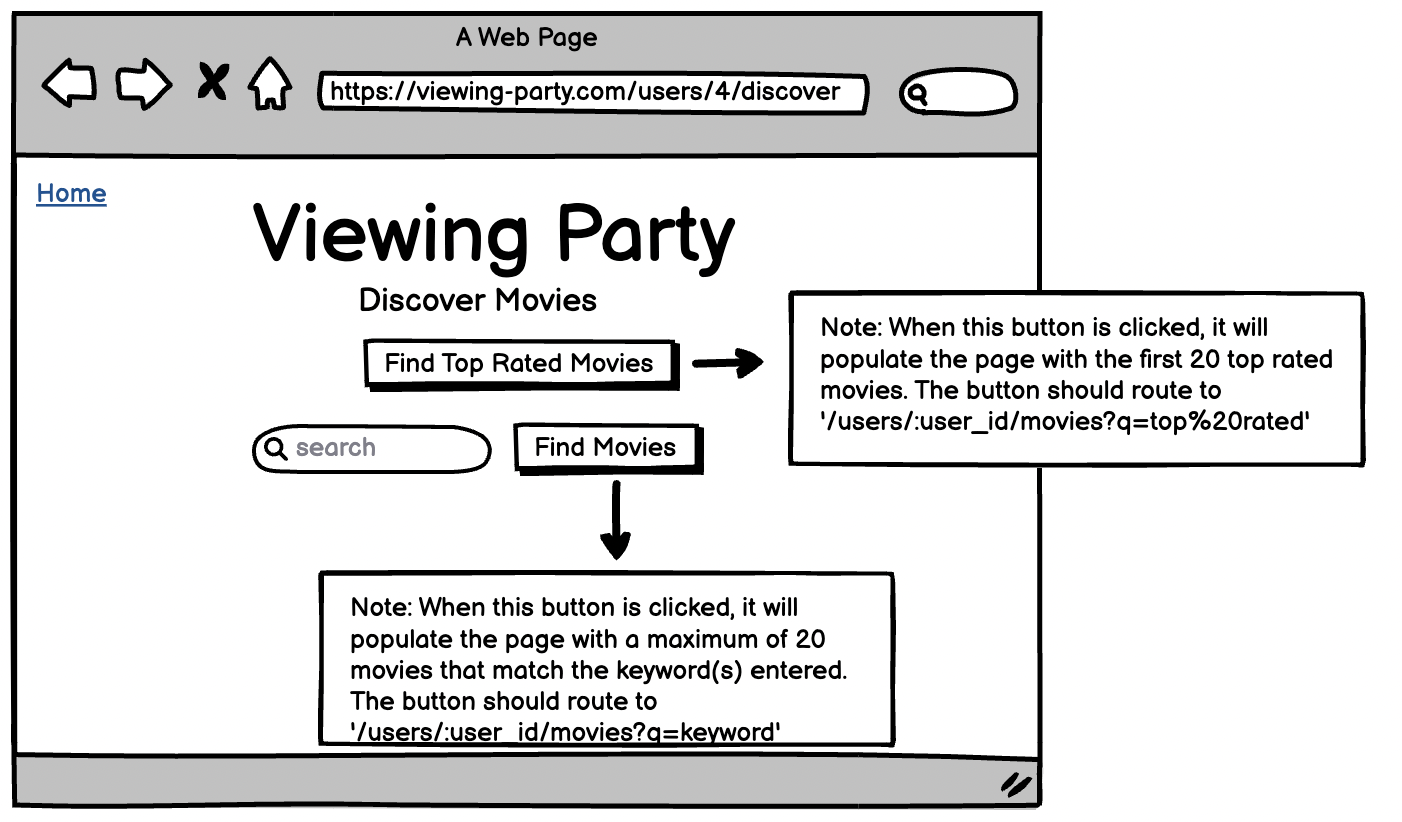 A Web Page
https://viewing-party.com/users/4/discover
Home
Viewing Party
Discover Movies
Find Top Rated Movies
Note: When this button is clicked, it will
populate the page with the first 20 top rated
movies. The button should route to
'/users/:user_id/movies?q=top%20rated'
search
Find Movies
Note: When this button is clicked, it will
populate the page with a maximum of 20
movies that match the keyword(s) entered.
The button should route to
'/users/:user_id/movies?q=keyword'